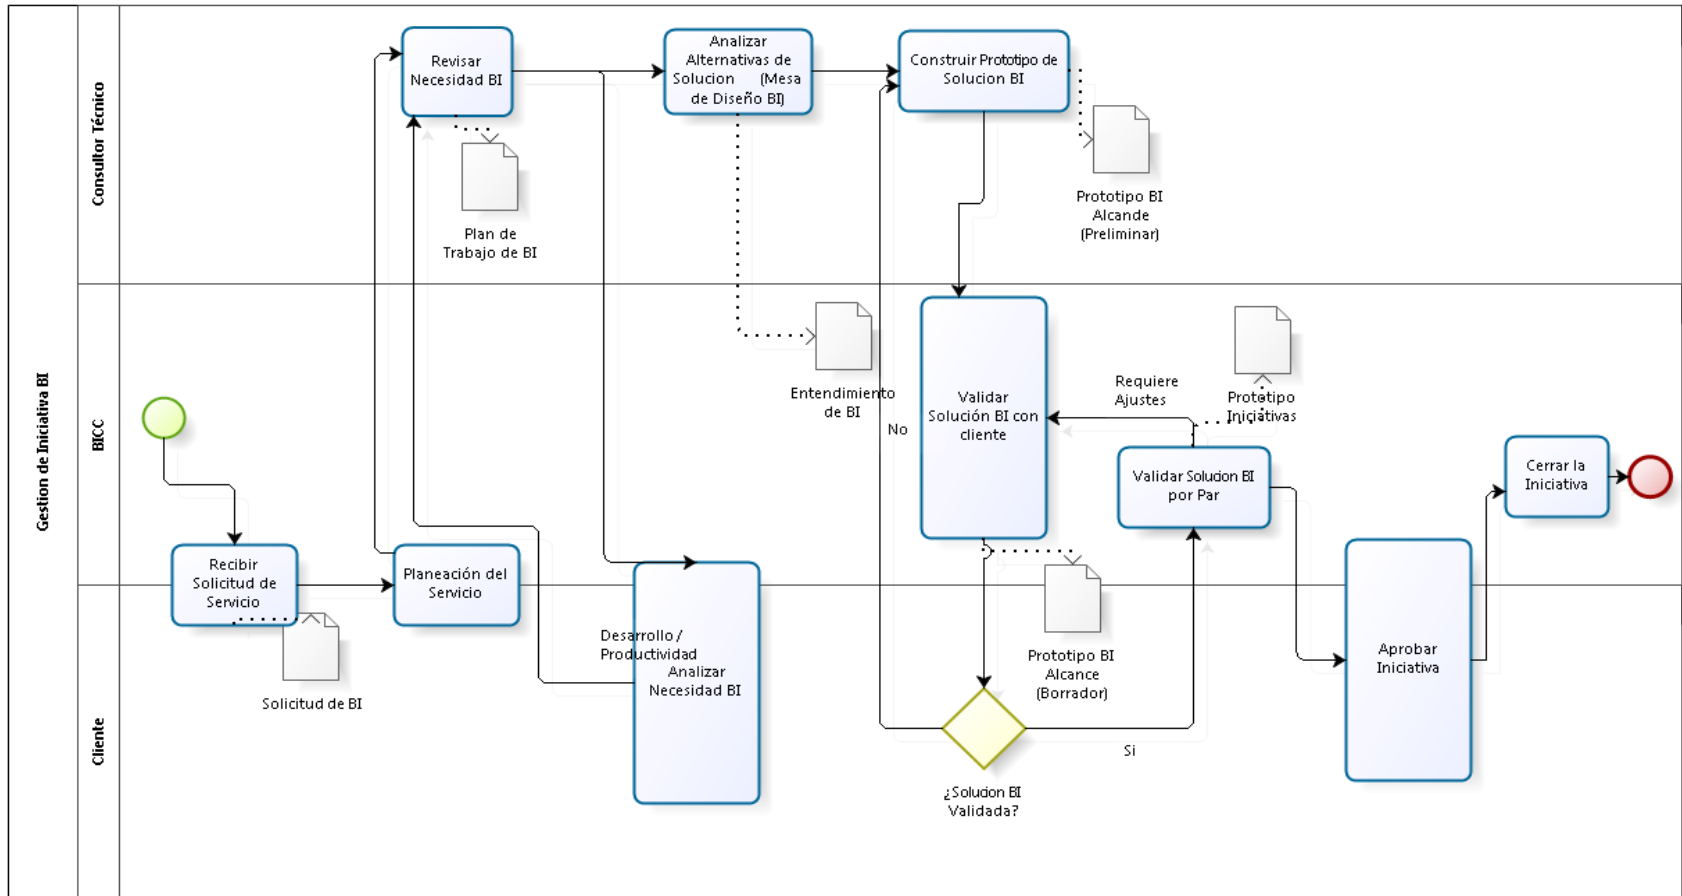 Gestion de Iniciativa BI
Consultor Técnico
Revisar
Necesidad BI
Analizar
Alternativas de
Solucion (Mesa
de Diseño BI)
Construir Prototipo de
Solucion BI
Plan de
Trabajo de BI
Prototipo BI
Alcande
(Preliminar)
BICC
Entendimiento
de BI
No
Validar
Solución BI con
cliente
Requiere
Ajustes
Prototipo
Iniciativas
Validar Solucion BI
por Par
Cerrar la
Iniciativa
Recibir
Solicitud de
Servicio
Planeación del
Servicio
Cliente
Solicitud de BI
Desarrollo /
Productividad
Analizar
Necesidad BI
Prototipo BI
Alcance
(Borrador)
Si
¿Solucion BI
Validada?
Aprobar
Iniciativa